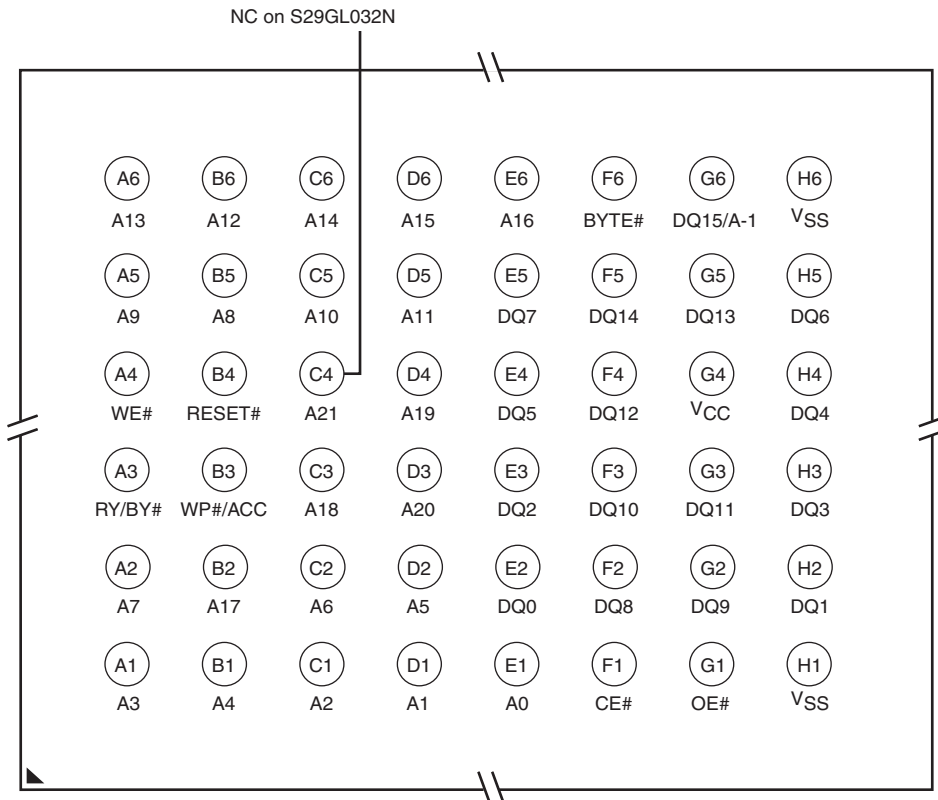 NC on S29GL032N
A6 B6 C6 D6 E6 F6 G6 H6
A13 A12 A14 A15 A16 BYTE# DQ15/A-1 VSS
A5 B5 C5 D5 E5 F5 G5 H5
A9 A8 A10 A11 DQ7 DQ14 DQ13 DQ6
A4 B4 C4 D4 E4 F4 G4 H4
WE# RESET# A21 A19 DQ5 DQ12 VCC DQ4
A3 B3 C3 D3 E3 F3 G3 H3
RY/BY# WP#/ACC A18 A20 DQ2 DQ10 DQ11 DQ3
A2 B2 C2 D2 E2 F2 G2 H2
A7 A17 A6 A5 DQ0 DQ8 DQ9 DQ1
A1 B1 C1 D1 E1 F1 G1 H1
A3 A4 A2 A1 A0 CE# OE# VSS